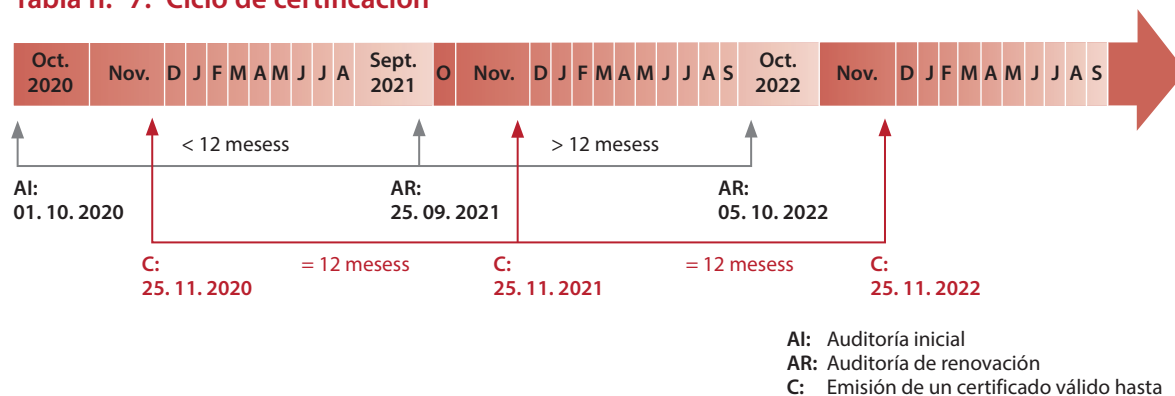 Tabla n.º 7: Ciclo de certificación
Oct. 2020 Nov. D J F M A M J J A Sept. 2021 O Nov. D J F M A M J J A S Oct. 2022 Nov. D J F M A M J J A S
< 12 mesess > 12 mesess
AI: AR: AR:
01. 10. 2020 25. 09. 2021 05. 10. 2022
C: = 12 mesess C: = 12 mesess C:
25. 11. 2020 25. 11. 2021 25. 11. 2022
AI: Auditoría inicial
AR: Auditoría de renovación
C: Emisión de un certificado válido hasta